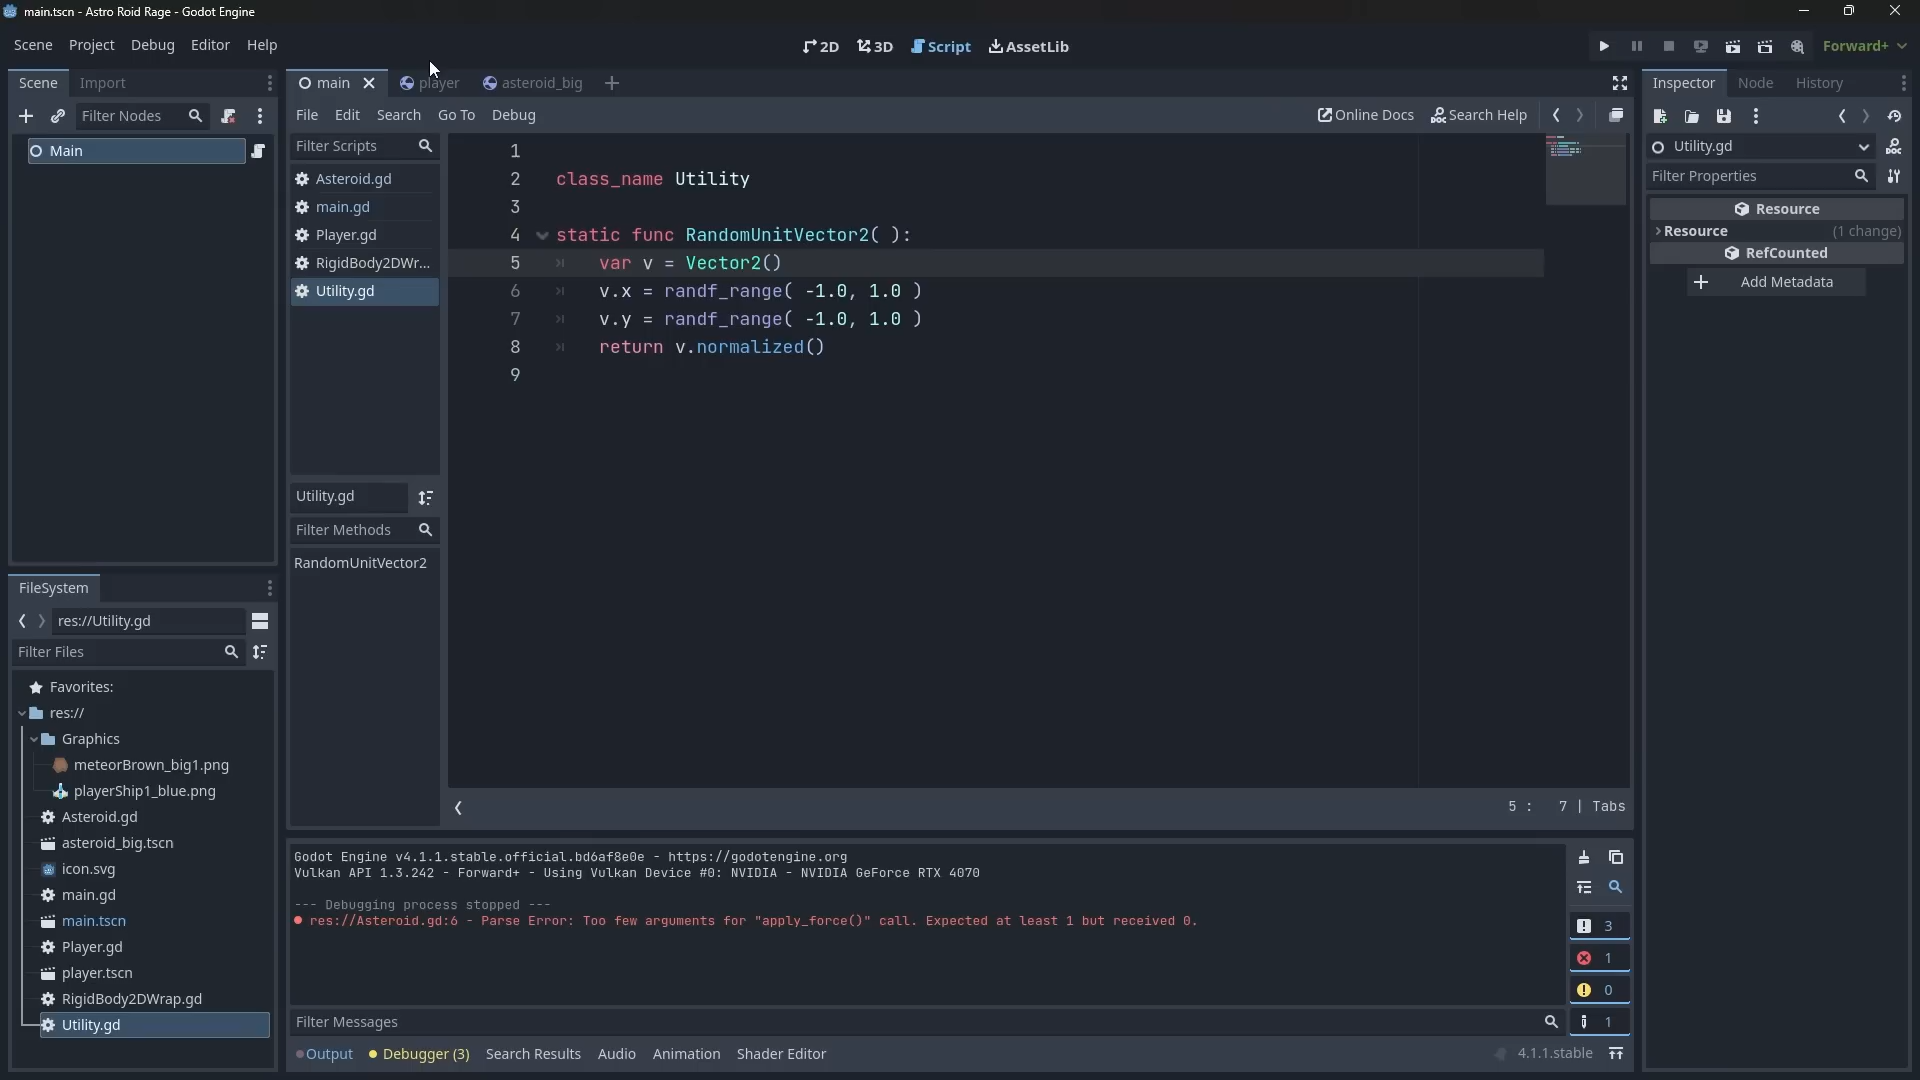 main.tscn - Astro Roid Rage - Godot Engine
Scene Project Debug Editor Help
2D 3D Script AssetLib
Forward+
Scene Import
Filter Nodes
Main
main player asteroid_big
File Edit Search Go To Debug
Online Docs Search Help
Filter Scripts
Asteroid.gd
main.gd
Player.gd
RigidBody2DWr...
Utility.gd
Utility.gd
Filter Methods
RandomUnitVector2
1
2 class_name Utility
3
4 static func RandomUnitVector2( ):
5 var v = Vector2()
6 v.x = randf_range( -1.0, 1.0 )
7 v.y = randf_range( -1.0, 1.0 )
8 return v.normalized()
9
5 : 7 | Tabs
Inspector Node History
Utility.gd
Filter Properties
Resource
Resource (1 change)
RefCounted
Add Metadata
FileSystem
res://Utility.gd
Filter Files
Favorites:
res://
Graphics
meteorBrown_big1.png
playerShip1_blue.png
Asteroid.gd
asteroid_big.tscn
icon.svg
main.gd
main.tscn
Player.gd
player.tscn
RigidBody2DWrap.gd
Utility.gd
Godot Engine v4.1.1.stable.official.bd6af8e0e - https://godotengine.org
Vulkan API 1.3.242 - Forward+ - Using Vulkan Device #0: NVIDIA - NVIDIA GeForce RTX 4070
--- Debugging process stopped ---
res://Asteroid.gd:6 - Parse Error: Too few arguments for "apply_force()" call. Expected at least 1 but received 0.
3
1
0
1
Filter Messages
Output Debugger (3) Search Results Audio Animation Shader Editor
4.1.1.stable